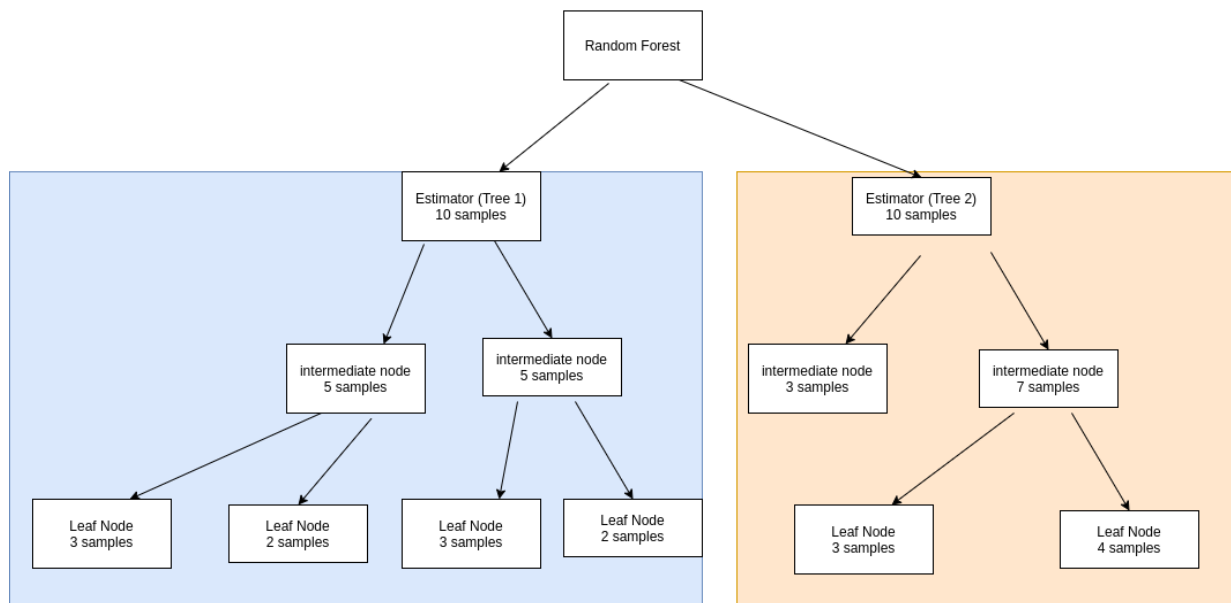 Random Forest
Estimator (Tree 1)
10 samples
Estimator (Tree 2)
10 samples
intermediate node
5 samples
intermediate node
5 samples
intermediate node
3 samples
intermediate node
7 samples
Leaf Node
3 samples
Leaf Node
2 samples
Leaf Node
3 samples
Leaf Node
2 samples
Leaf Node
3 samples
Leaf Node
4 samples